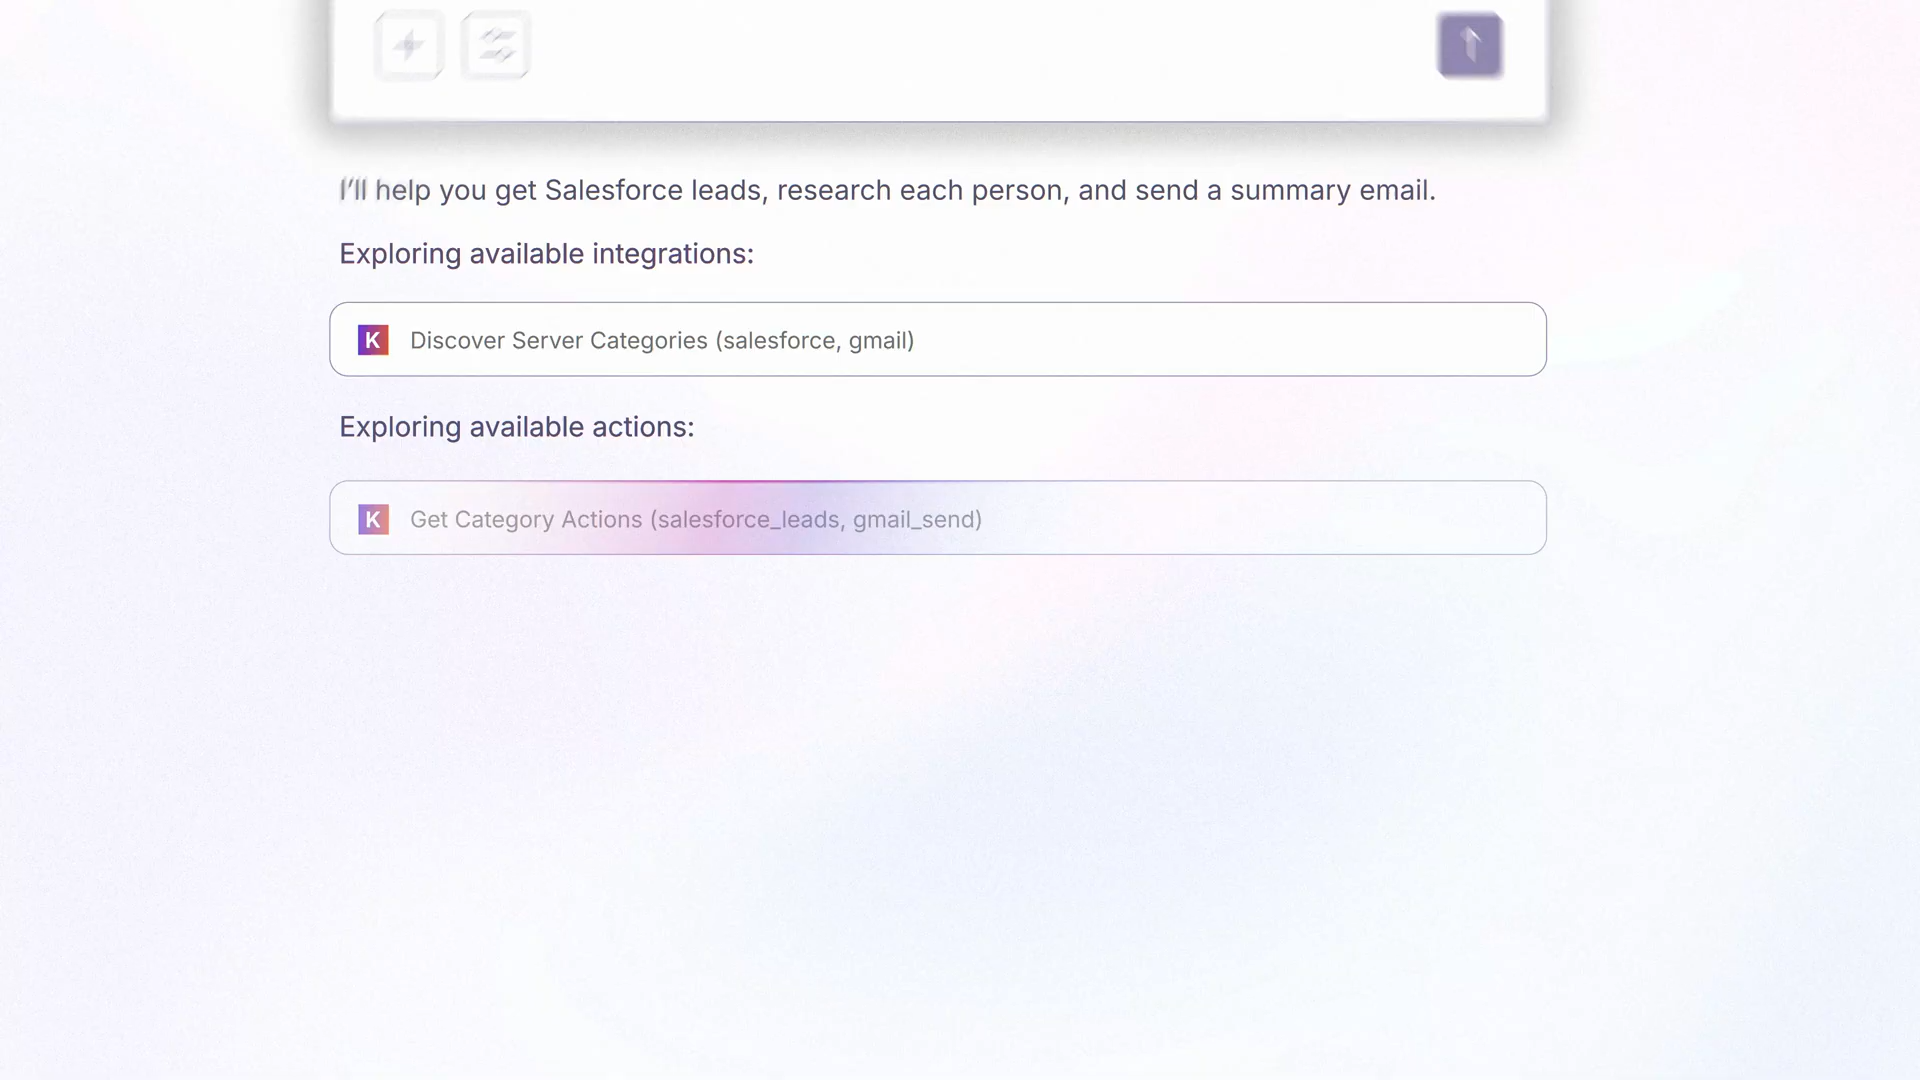 I'll help you get Salesforce leads, research each person, and send a summary email.
Exploring available integrations:
K Discover Server Categories (salesforce, gmail)
Exploring available actions:
K Get Category Actions (salesforce_leads, gmail_send)